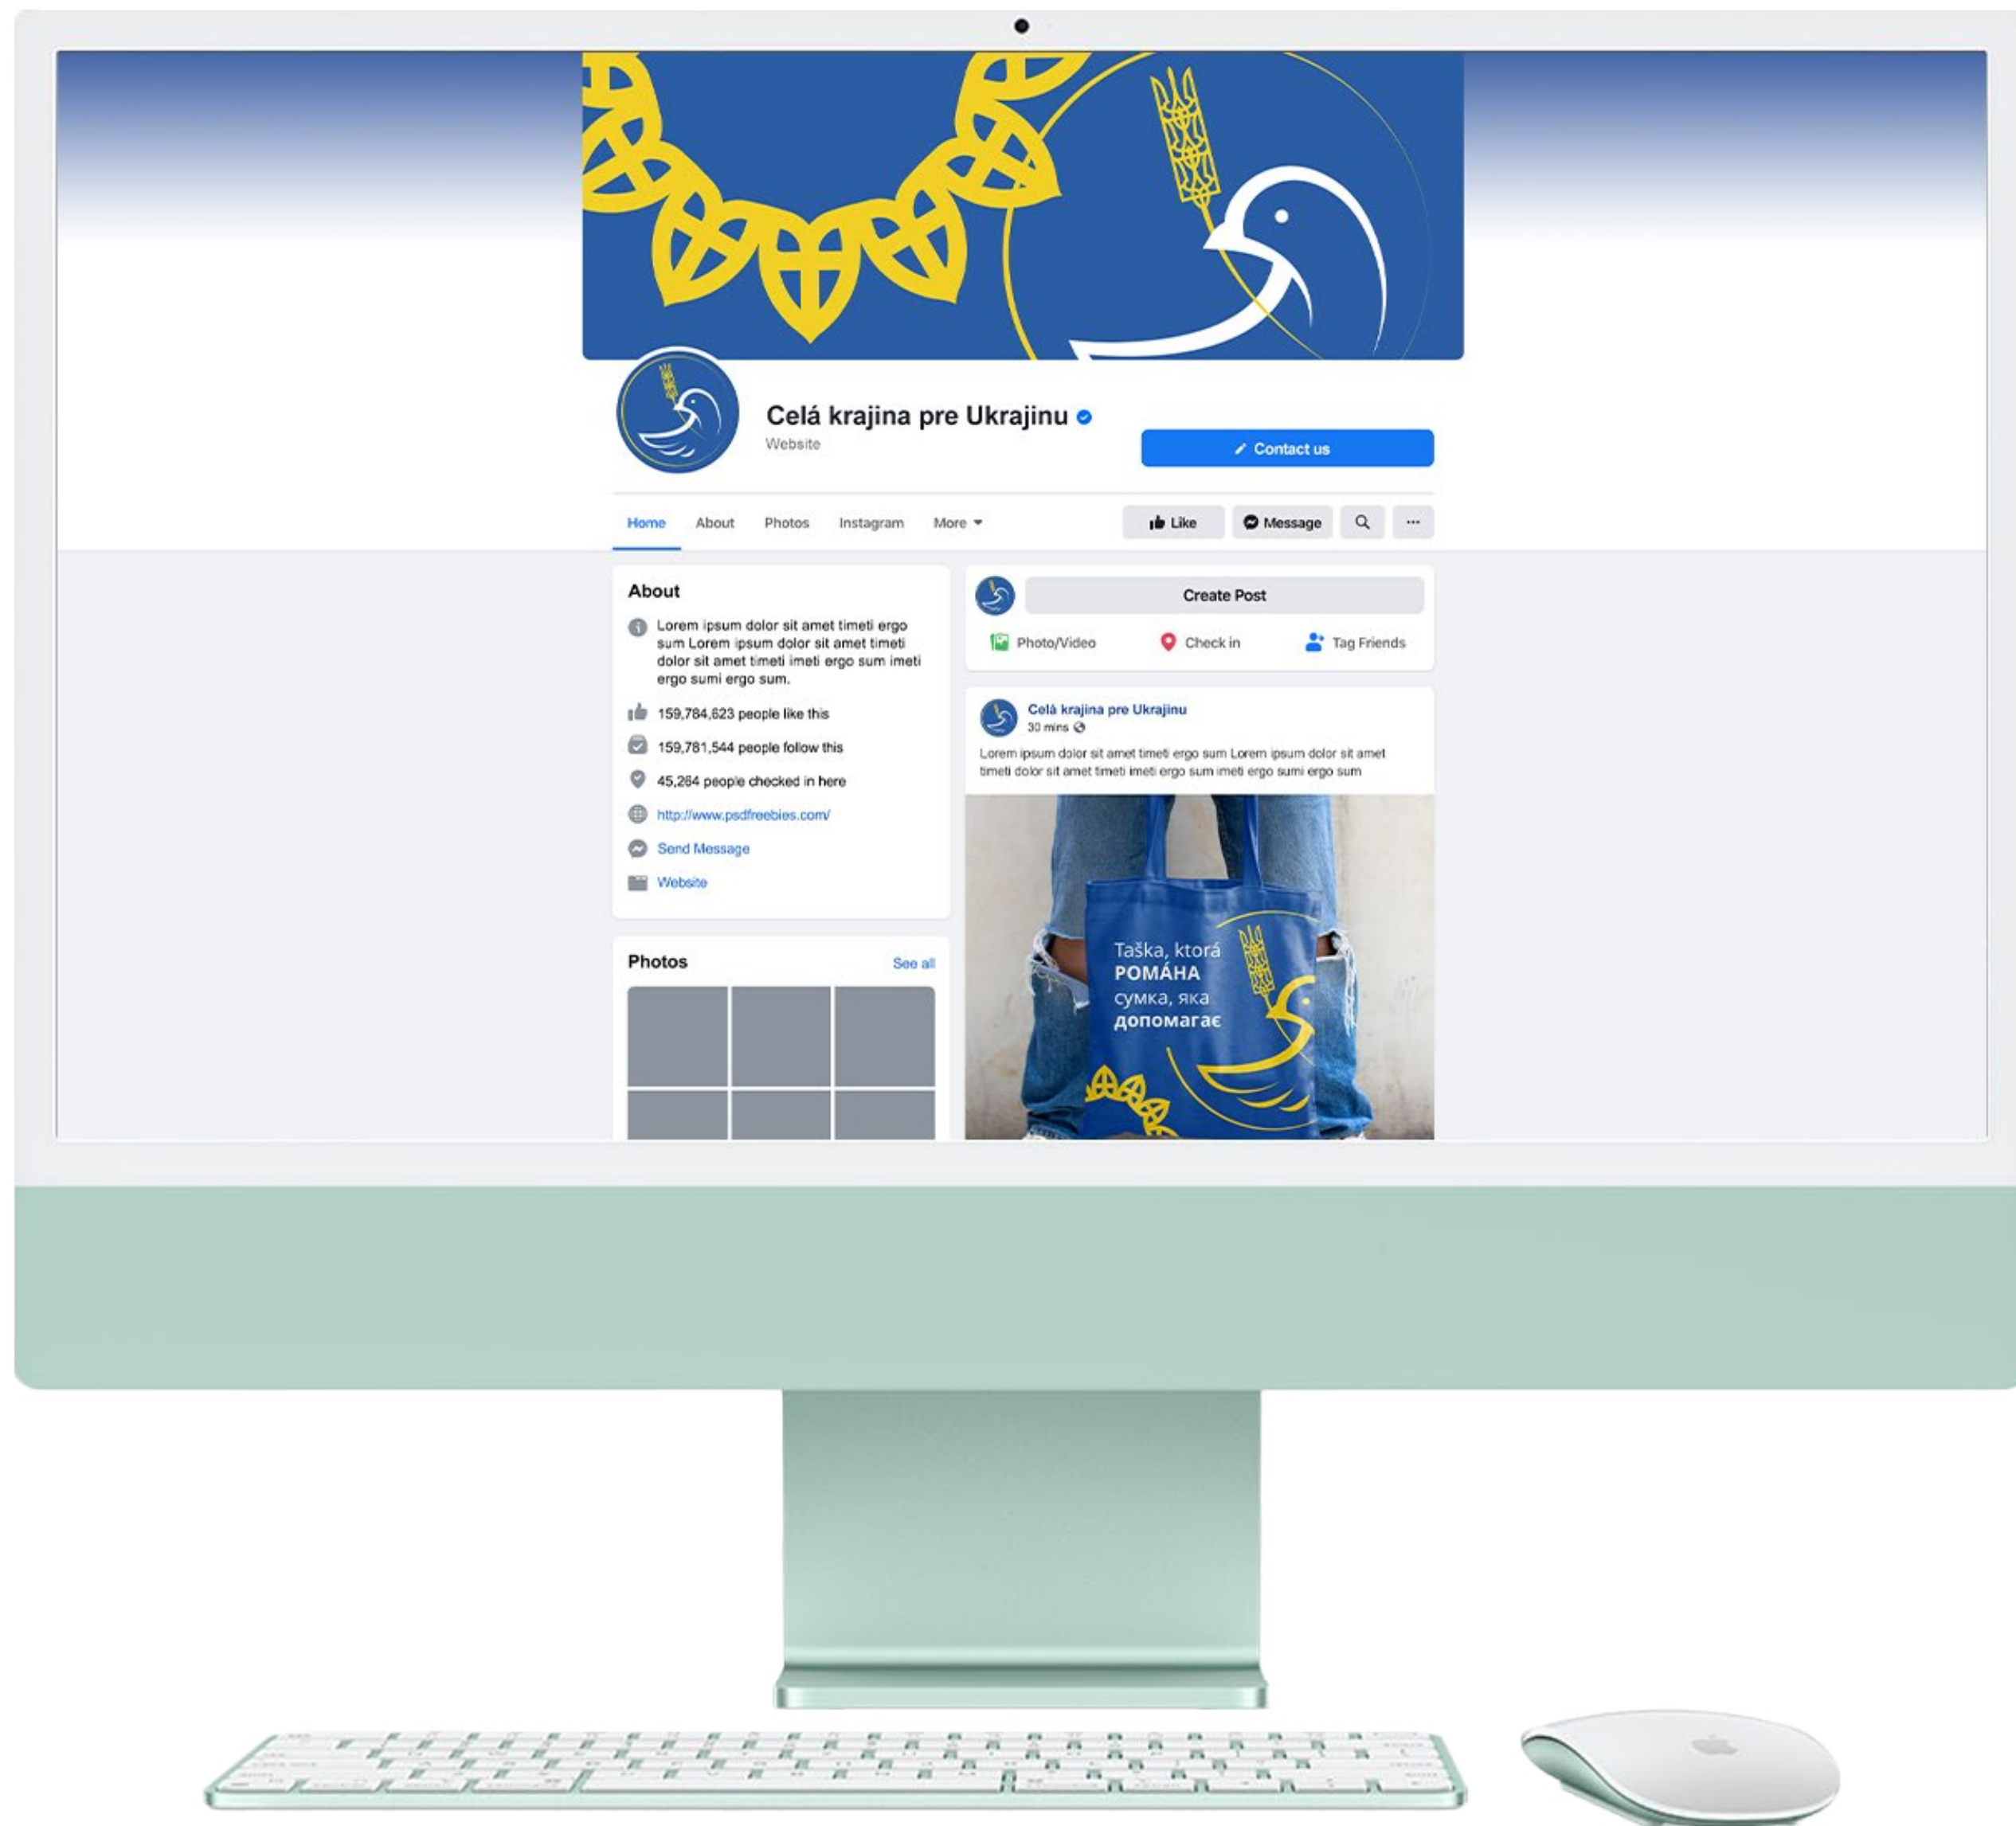 Celá krajina pre Ukrajinu
Website
Contact us
Home About Photos Instagram More
Like Message
About
Lorem ipsum dolor sit amet timeti ergo
sum Lorem ipsum dolor sit amet timeti
dolor sit amet timeti imeti ergo sum imeti
ergo sumi ergo sum.
159,784,623 people like this
159,781,544 people follow this
45,264 people checked in here
http://www.psdfreebies.com/
Send Message
Website
Photos See all
Create Post
Photo/Video Check in Tag Friends
Celá krajina pre Ukrajinu
30 mins
Lorem ipsum dolor sit amet timeti ergo sum Lorem ipsum dolor sit amet
timeti dolor sit amet timeti imeti ergo sum imeti ergo sumi ergo sum
Taška, ktorá
POMÁHA
сумка, яка
допомагає